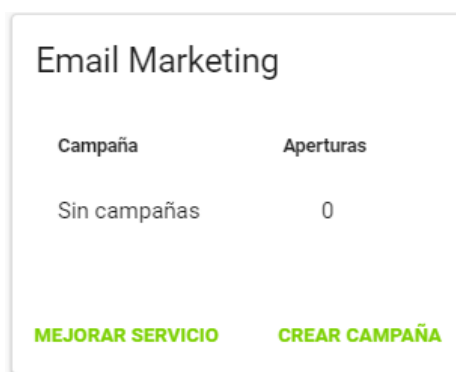 Email Marketing
Campaña Aperturas
Sin campañas 0
MEJORAR SERVICIO CREAR CAMPAÑA